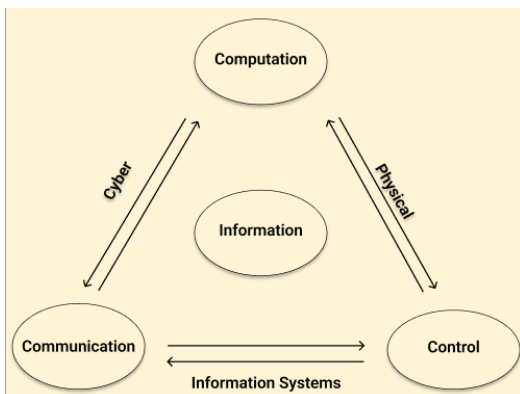 Computation
Cyber
Physical
Information
Communication
Control
Information Systems